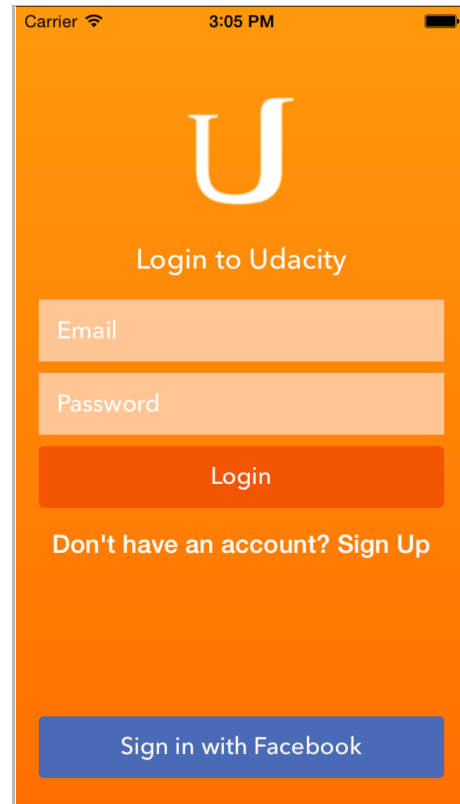 Carrier 3:05 PM
U
Login to Udacity
Email
Password
Login
Don't have an account? Sign Up
Sign in with Facebook